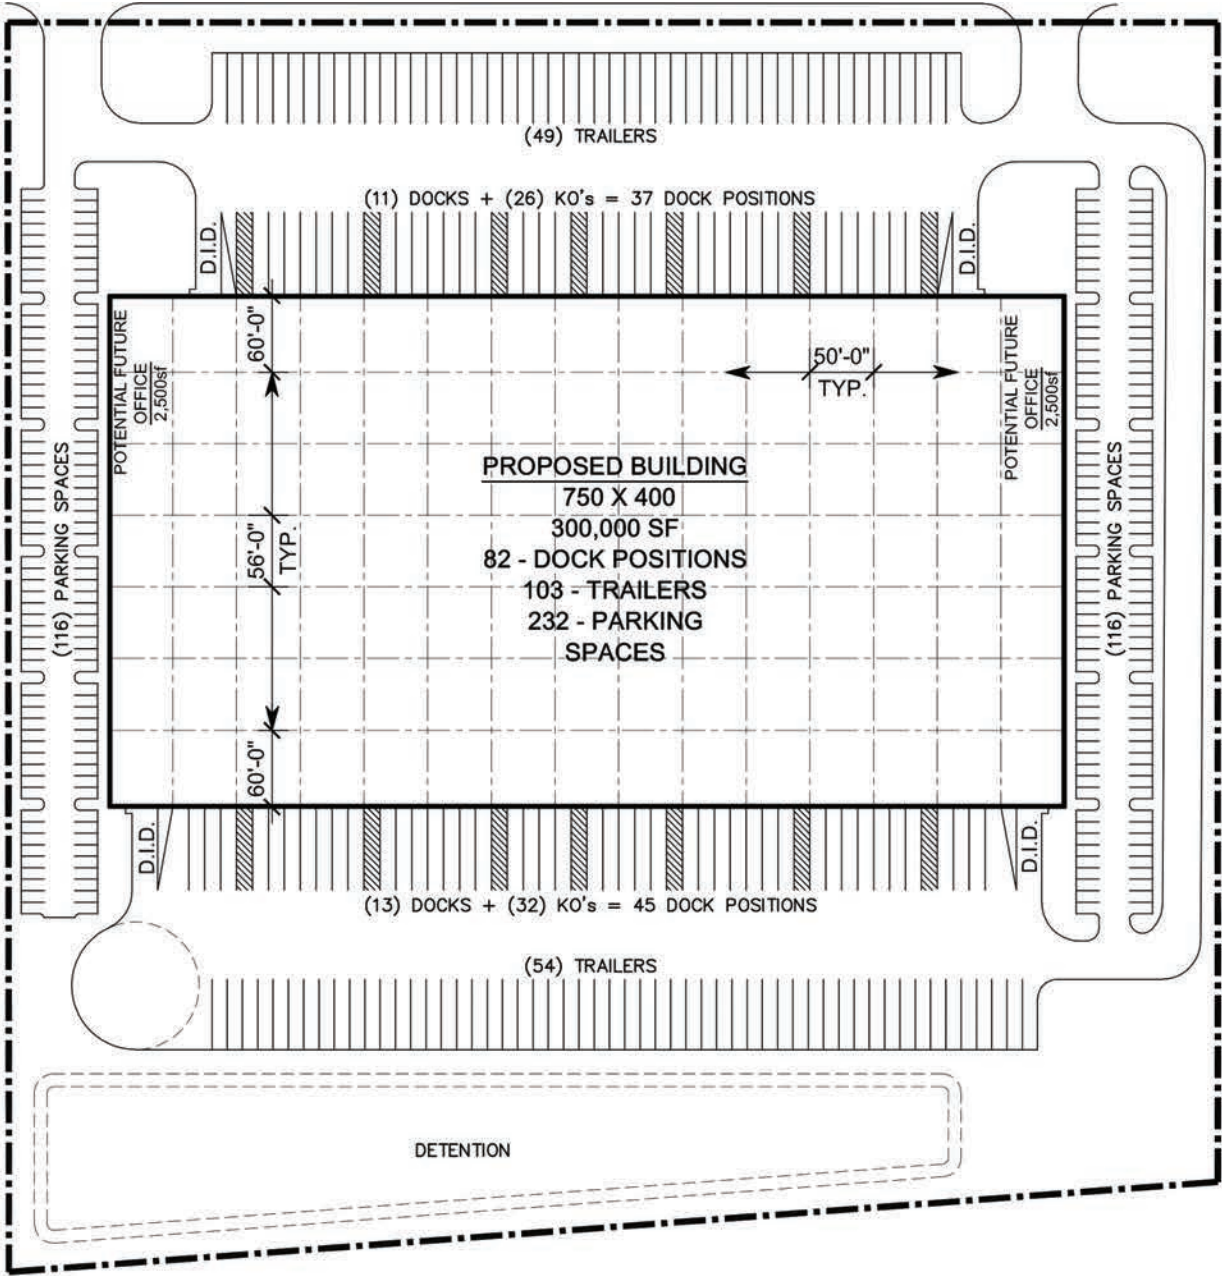 (49) TRAILERS
(11) DOCKS + (26) KO's = 37 DOCK POSITIONS
D.I.D.
D.I.D.
60'-0"
POTENTIAL FUTURE
OFFICE
2,500sf
50'-0"
TYP.
POTENTIAL FUTURE
OFFICE
2,500sf
(116) PARKING SPACES
56'-0"
TYP.
PROPOSED BUILDING
750 X 400
300,000 SF
82 - DOCK POSITIONS
103 - TRAILERS
232 - PARKING
SPACES
(116) PARKING SPACES
60'-0"
D.I.D.
D.I.D.
(13) DOCKS + (32) KO's = 45 DOCK POSITIONS
(54) TRAILERS
DETENTION